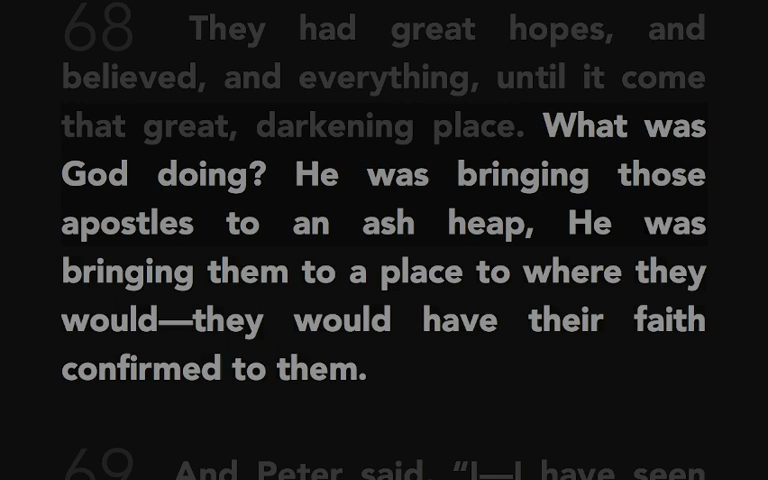 68 They had great hopes, and
believed, and everything, until it come
that great, darkening place. What was
God doing? He was bringing those
apostles to an ash heap, He was
bringing them to a place to where they
would—they would have their faith
confirmed to them.
69 And Peter said, “I—I have seen